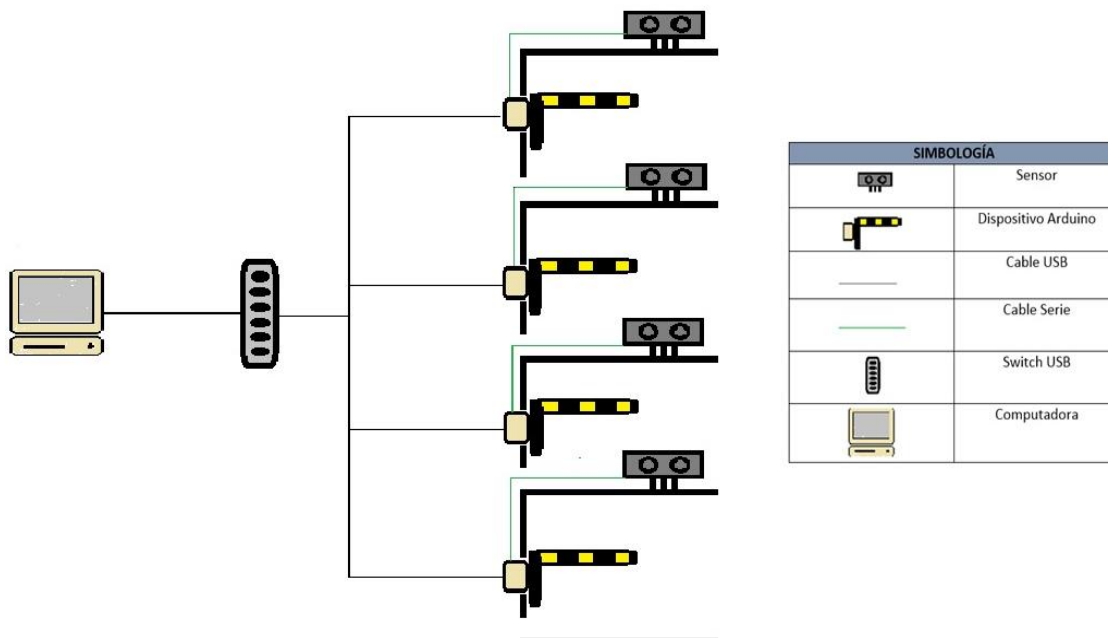 SIMBOLOGÍA
Sensor
Dispositivo Arduino
Cable USB
Cable Serie
Switch USB
Computadora